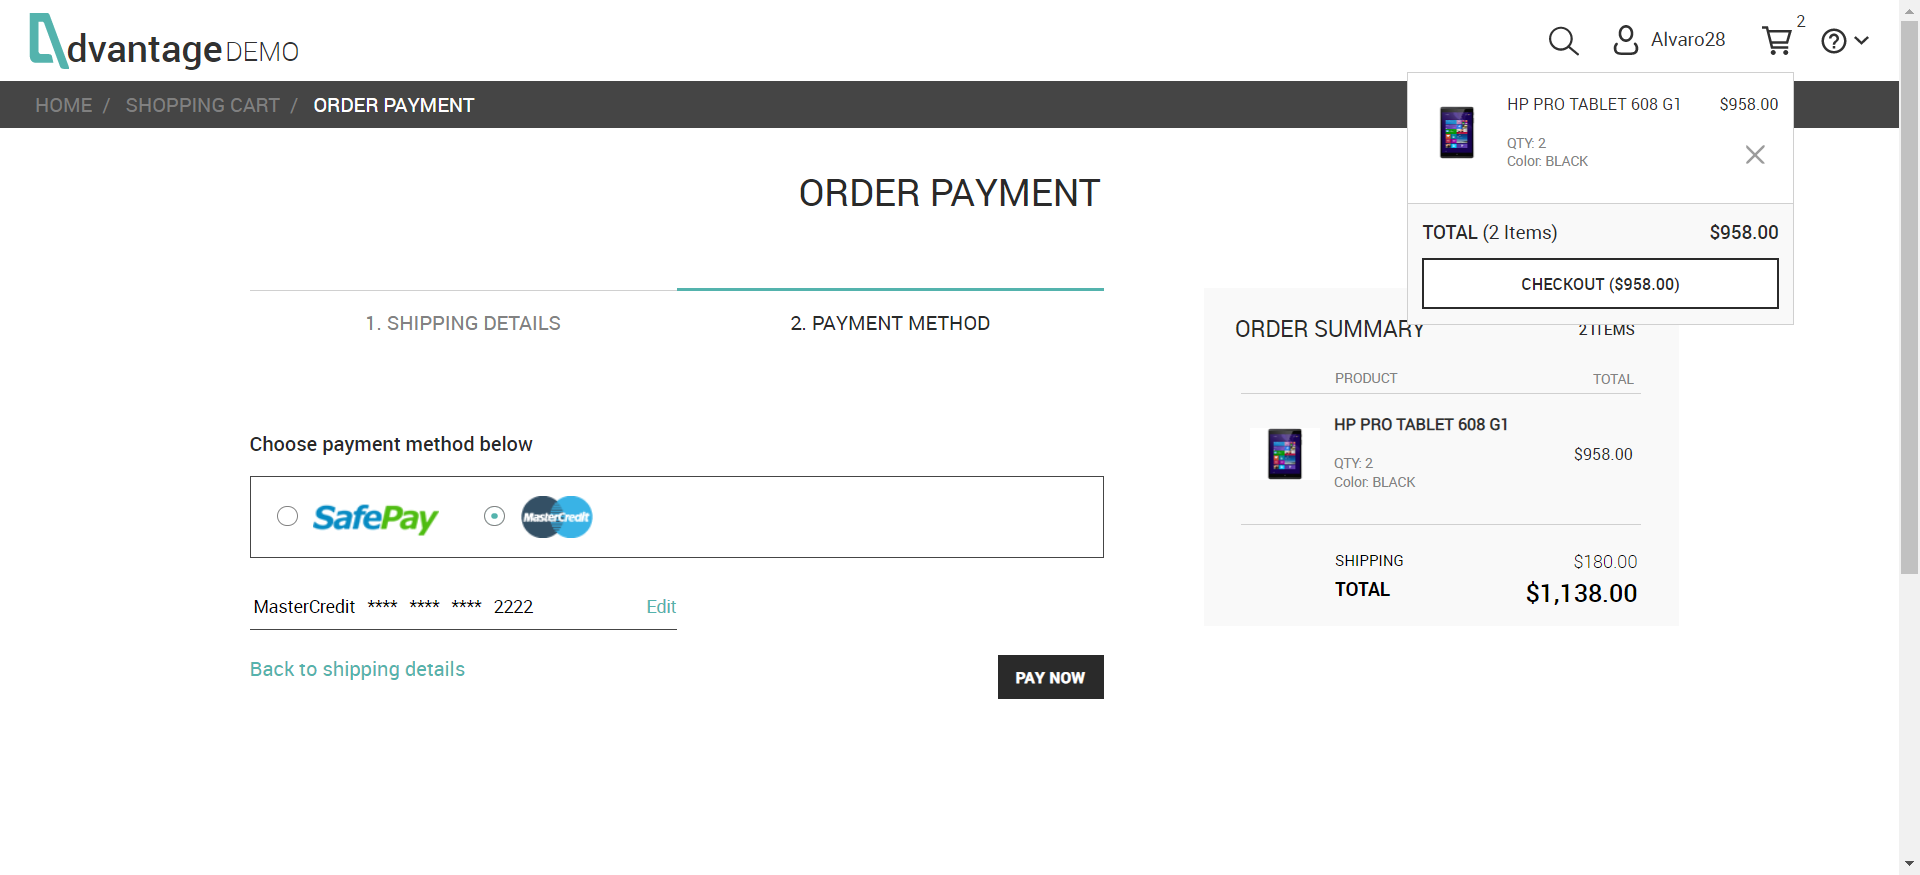 dvantage DEMO
Alvaro28
2
HOME / SHOPPING CART / ORDER PAYMENT
HP PRO TABLET 608 G1 $958.00
QTY: 2
Color: BLACK
TOTAL (2 Items) $958.00
CHECKOUT ($958.00)
ORDER PAYMENT
1. SHIPPING DETAILS
2. PAYMENT METHOD
Choose payment method below
SafePay
MasterCredit
MasterCredit **** **** **** 2222 Edit
Back to shipping details
PAY NOW
ORDER SUMMARY 2 ITEMS
PRODUCT TOTAL
HP PRO TABLET 608 G1
QTY: 2
Color: BLACK
$958.00
SHIPPING $180.00
TOTAL $1,138.00